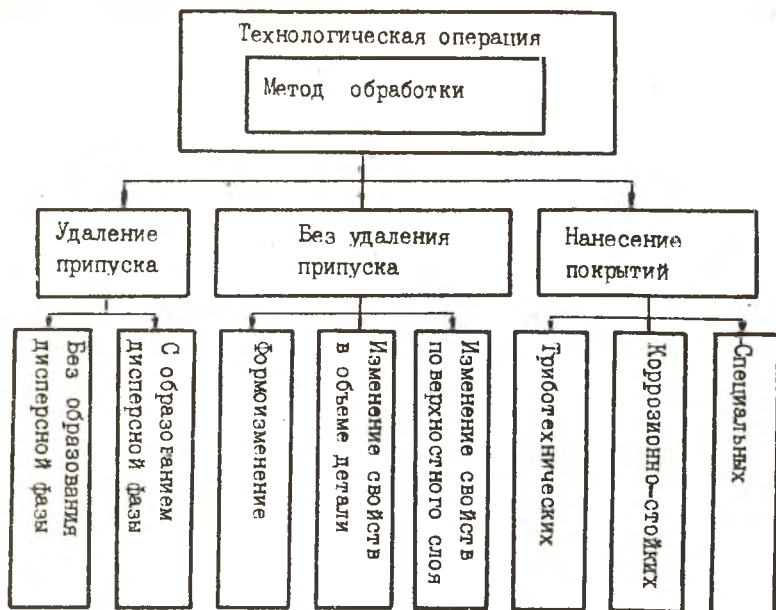 Технологическая операция
Метод обработки
Удаление
припуска
Без удаления
припуска
Нанесение
покрытий
Без образования
дисперсной фазы
С образованием
дисперсной фазы
Формоизменение
Изменение свойств
в объеме детали
Изменение свойств
поверхностного слоя
Триботехнических
Коррозионно-стойких
Специальных